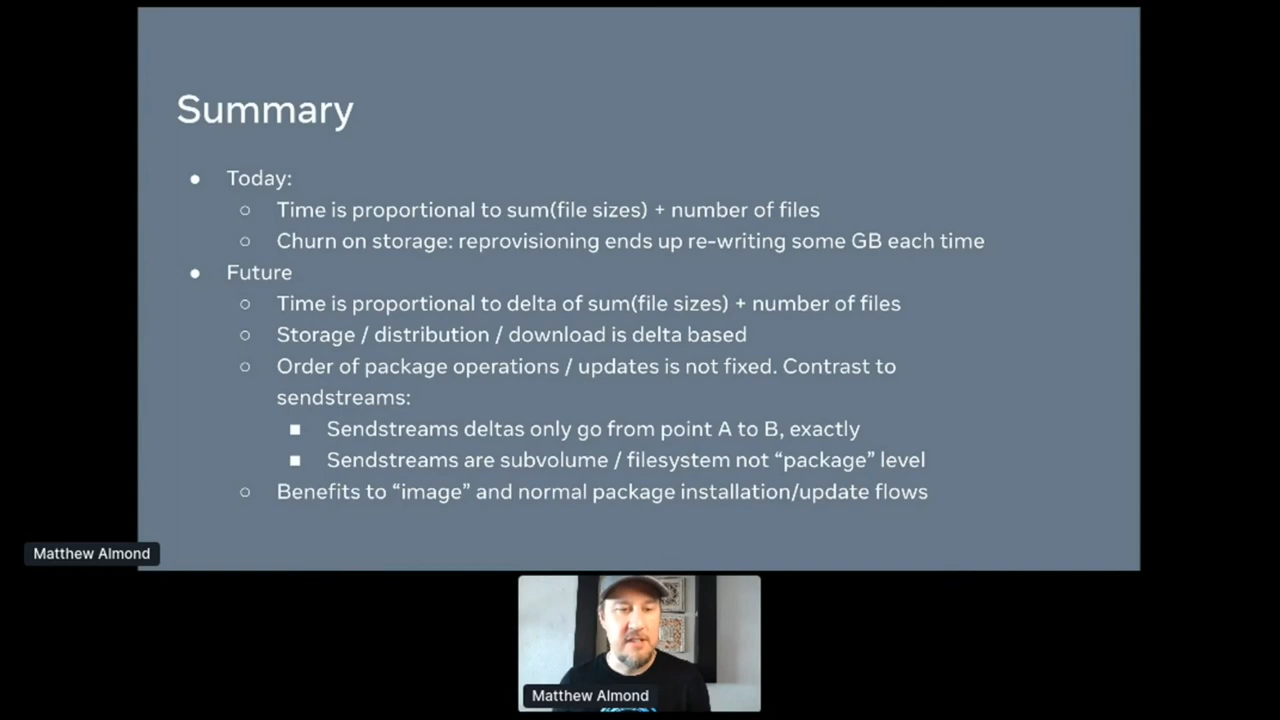 Summary
● Today:
○ Time is proportional to sum(file sizes) + number of files
○ Churn on storage: reprovisioning ends up re-writing some GB each time
● Future
○ Time is proportional to delta of sum(file sizes) + number of files
○ Storage / distribution / download is delta based
○ Order of package operations / updates is not fixed. Contrast to
sendstreams:
■ Sendstreams deltas only go from point A to B, exactly
■ Sendstreams are subvolume / filesystem not “package” level
○ Benefits to “image” and normal package installation/update flows
Matthew Almond
Matthew Almond